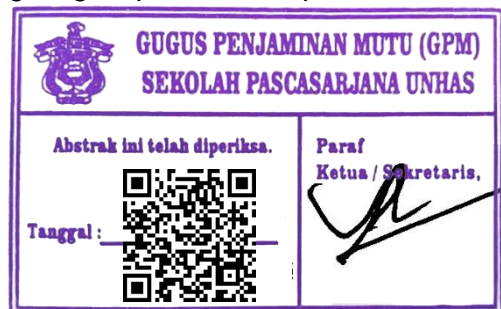 GUGUS PENJAMINAN MUTU (GPM)
SEKOLAH PASCASARJANA UNHAS
Abstrak ini telah diperiksa.
Tanggal :
Paraf
Ketua / Sekretaris,